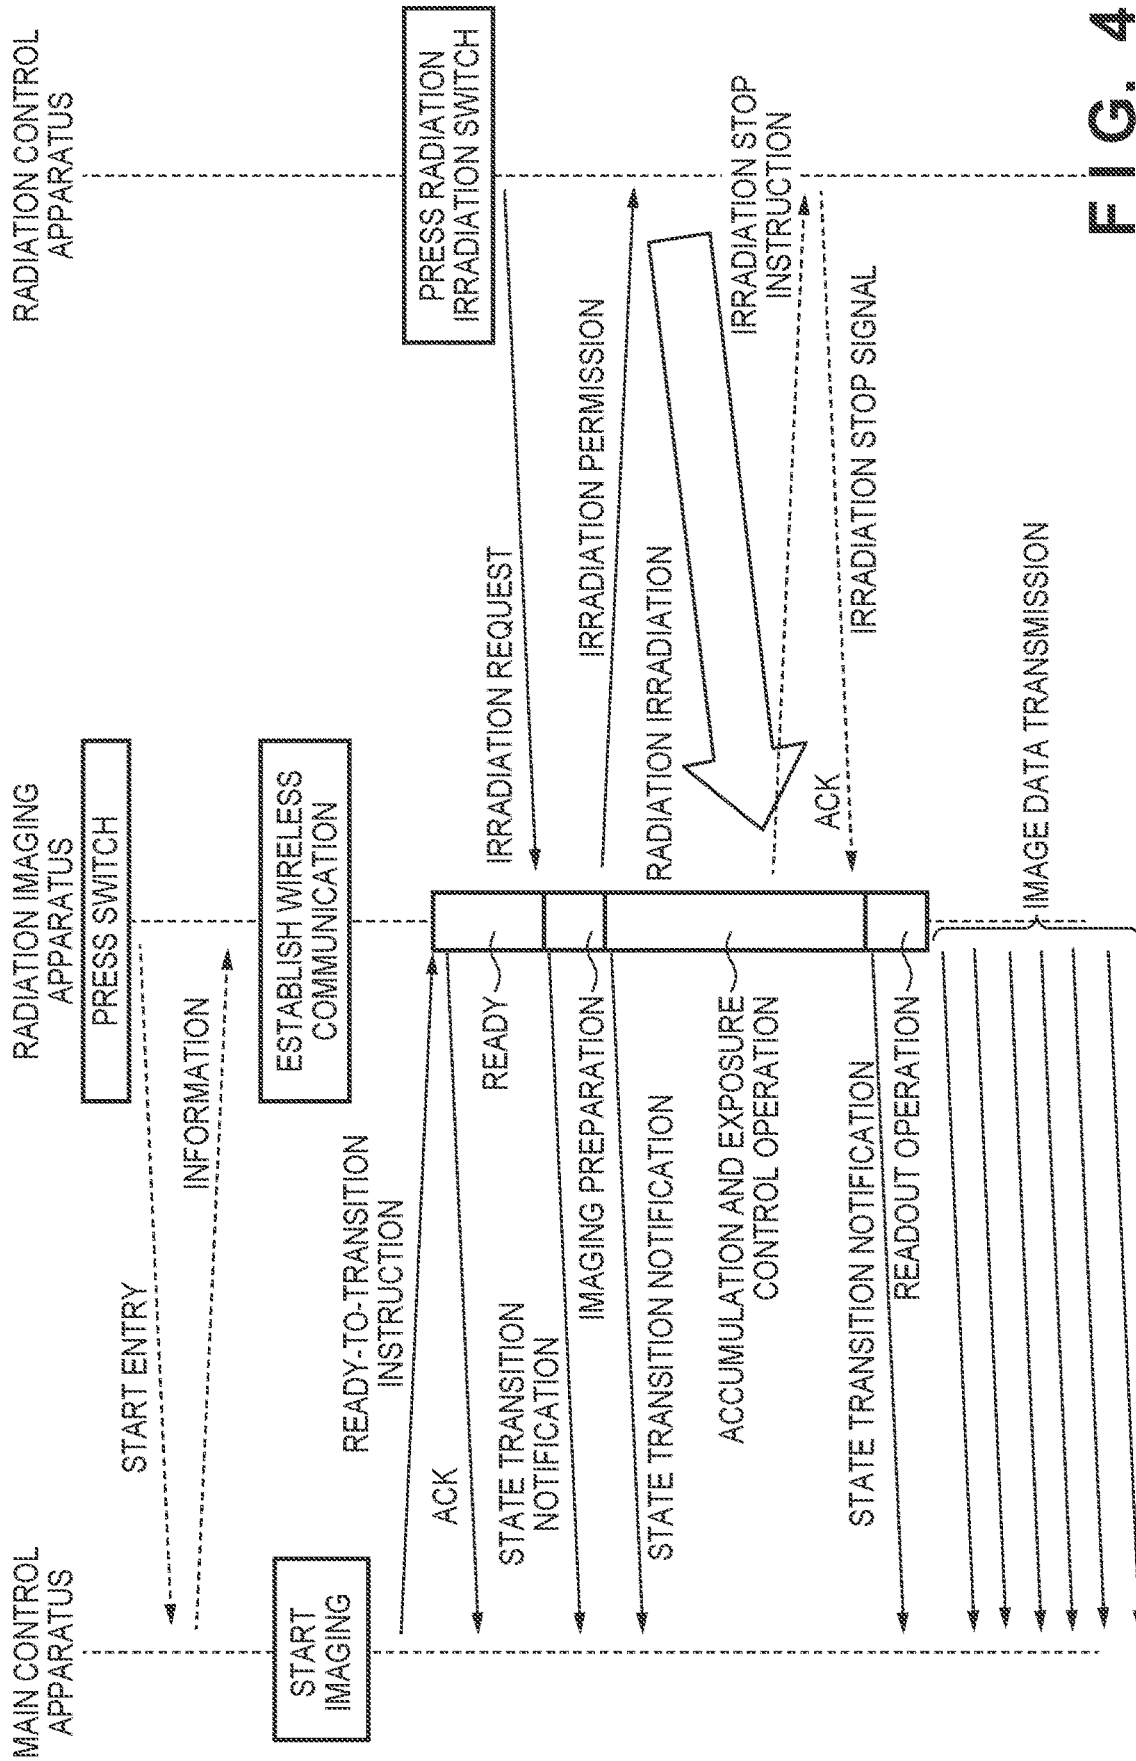 MAIN CONTROL
APPARATUS
RADIATION IMAGING
APPARATUS
RADIATION CONTROL
APPARATUS
PRESS SWITCH
START ENTRY
INFORMATION
ESTABLISH WIRELESS
COMMUNICATION
START
IMAGING
READY-TO-TRANSITION
INSTRUCTION
PRESS RADIATION
IRRADIATION SWITCH
ACK
READY
IRRADIATION REQUEST
STATE TRANSITION
NOTIFICATION
IMAGING PREPARATION
IRRADIATION PERMISSION
STATE TRANSITION NOTIFICATION
RADIATION IRRADIATION
ACCUMULATION AND EXPOSURE
CONTROL OPERATION
IRRADIATION STOP
INSTRUCTION
ACK
IRRADIATION STOP SIGNAL
STATE TRANSITION NOTIFICATION
READOUT OPERATION
IMAGE DATA TRANSMISSION
FIG. 4